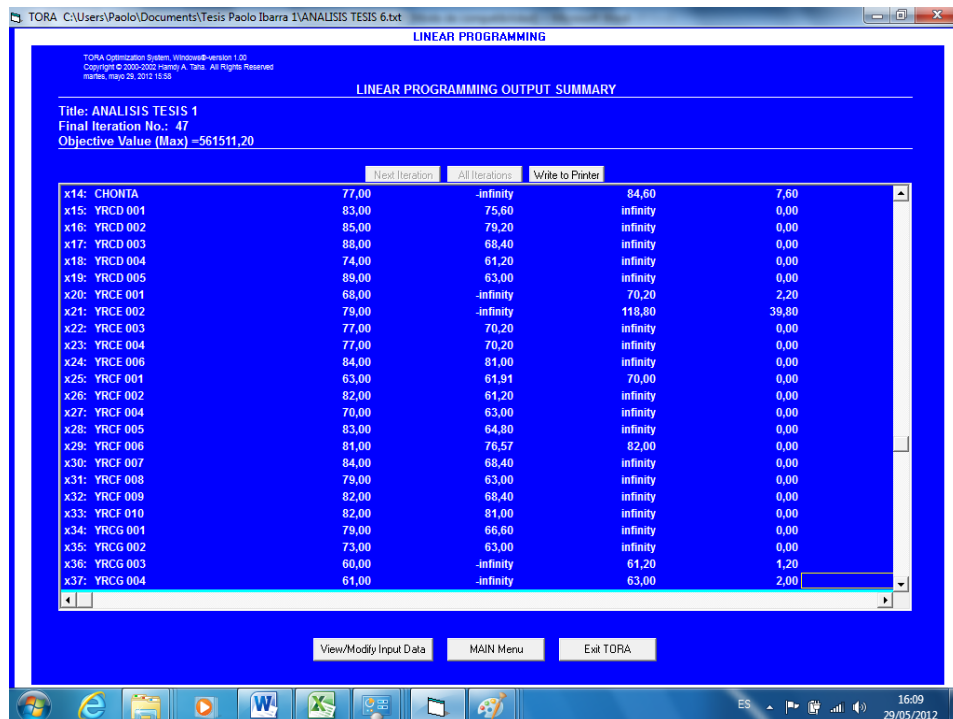 TORA C:\Users\Paolo\Documents\Tesis Paolo Ibarra 1\ANALISIS TESIS 6.txt
LINEAR PROGRAMMING
TORA Optimization System, Windows®-version 1.00
Copyright © 2000-2002 Hamdy A. Taha. All Rights Reserved
martes, mayo 29, 2012 15:58
LINEAR PROGRAMMING OUTPUT SUMMARY
Title: ANALISIS TESIS 1
Final Iteration No.: 47
Objective Value (Max) =561511,20
Next Iteration All Iterations Write to Printer
x14: CHONTA 77,00 -infinity 84,60 7,60
x15: YRCD 001 83,00 75,60 infinity 0,00
x16: YRCD 002 85,00 79,20 infinity 0,00
x17: YRCD 003 88,00 68,40 infinity 0,00
x18: YRCD 004 74,00 61,20 infinity 0,00
x19: YRCD 005 89,00 63,00 infinity 0,00
x20: YRCE 001 68,00 -infinity 70,20 2,20
x21: YRCE 002 79,00 -infinity 118,80 39,80
x22: YRCE 003 77,00 70,20 infinity 0,00
x23: YRCE 004 77,00 70,20 infinity 0,00
x24: YRCE 006 84,00 81,00 infinity 0,00
x25: YRCF 001 63,00 61,91 70,00 0,00
x26: YRCF 002 82,00 61,20 infinity 0,00
x27: YRCF 004 70,00 63,00 infinity 0,00
x28: YRCF 005 83,00 64,80 infinity 0,00
x29: YRCF 006 81,00 76,57 82,00 0,00
x30: YRCF 007 84,00 68,40 infinity 0,00
x31: YRCF 008 79,00 63,00 infinity 0,00
x32: YRCF 009 82,00 68,40 infinity 0,00
x33: YRCF 010 82,00 81,00 infinity 0,00
x34: YRCG 001 79,00 66,60 infinity 0,00
x35: YRCG 002 73,00 63,00 infinity 0,00
x36: YRCG 003 60,00 -infinity 61,20 1,20
x37: YRCG 004 61,00 -infinity 63,00 2,00
View/Modify Input Data MAIN Menu Exit TORA
ES 16:09
29/05/2012